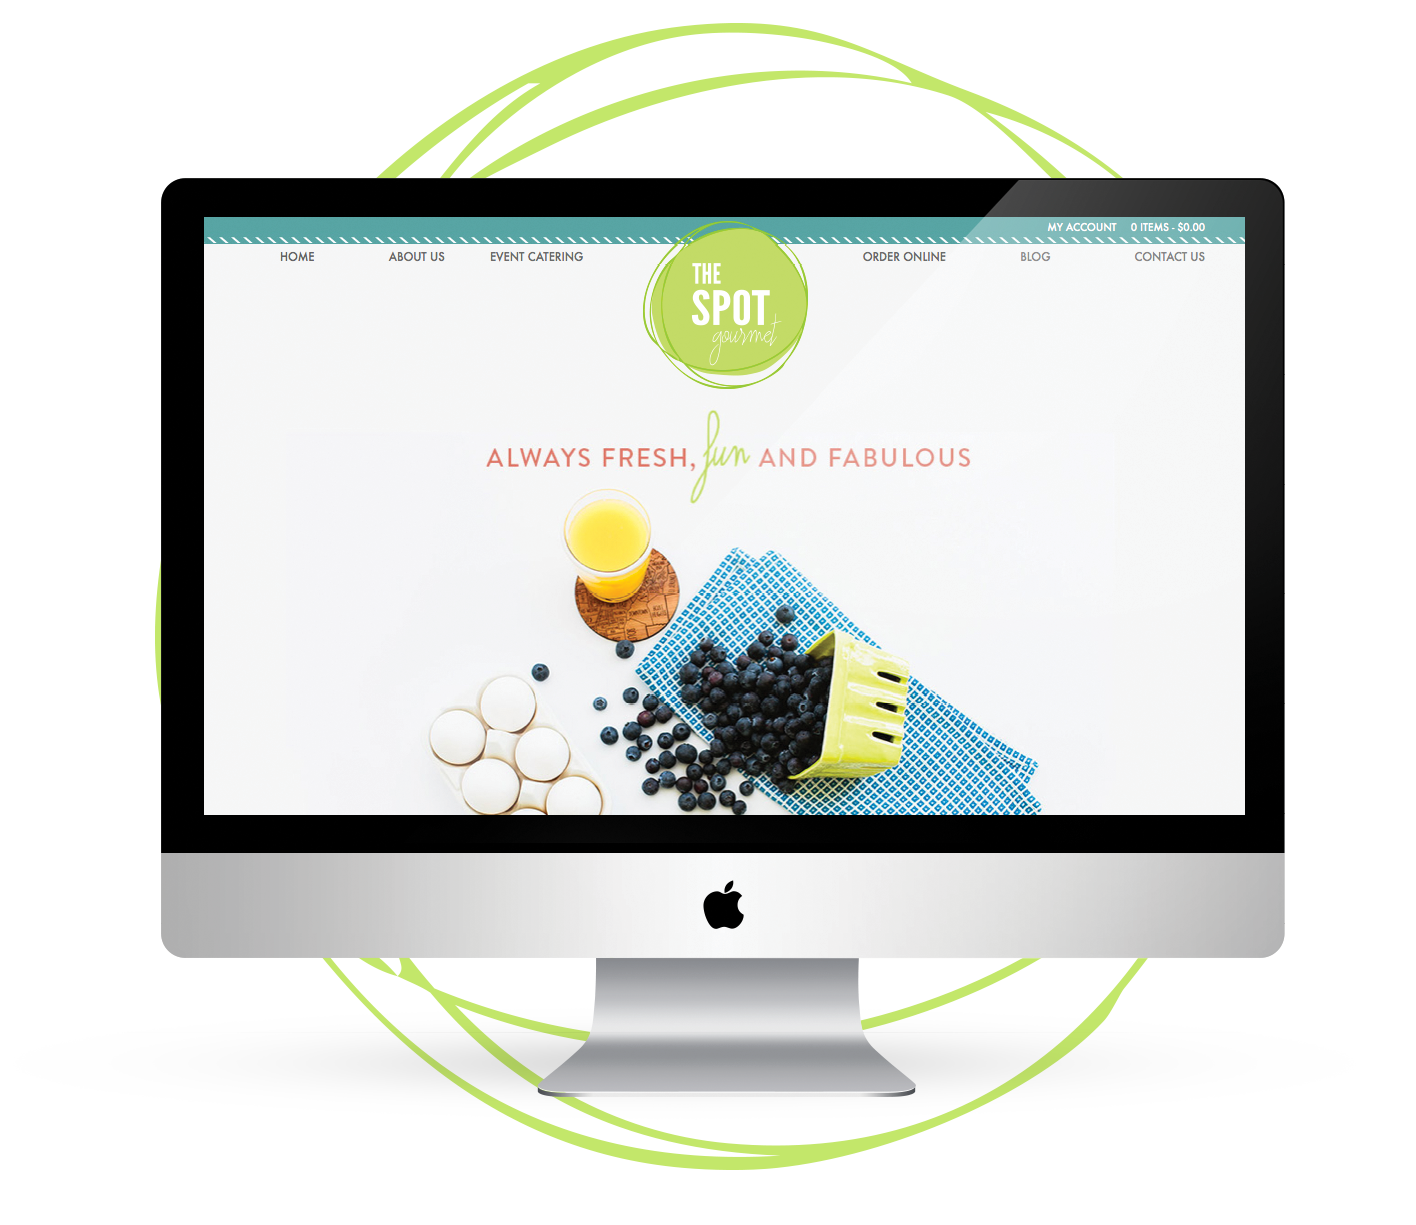 MY ACCOUNT 0 ITEMS - $0.00
HOME ABOUT US EVENT CATERING ORDER ONLINE BLOG CONTACT US
THE
SPOT
gourmet
ALWAYS FRESH, fun AND FABULOUS